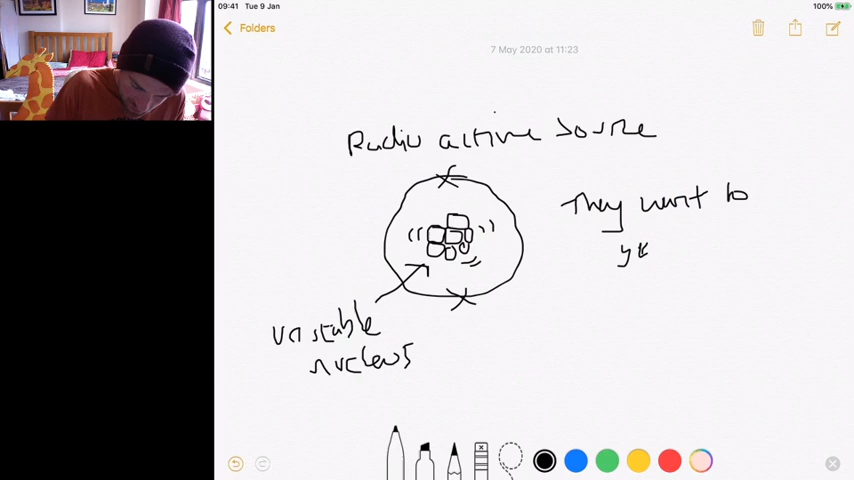 09:41 Tue 9 Jan
100%
Folders
7 May 2020 at 11:23
Radio active source
They want to
unstable
nucleus